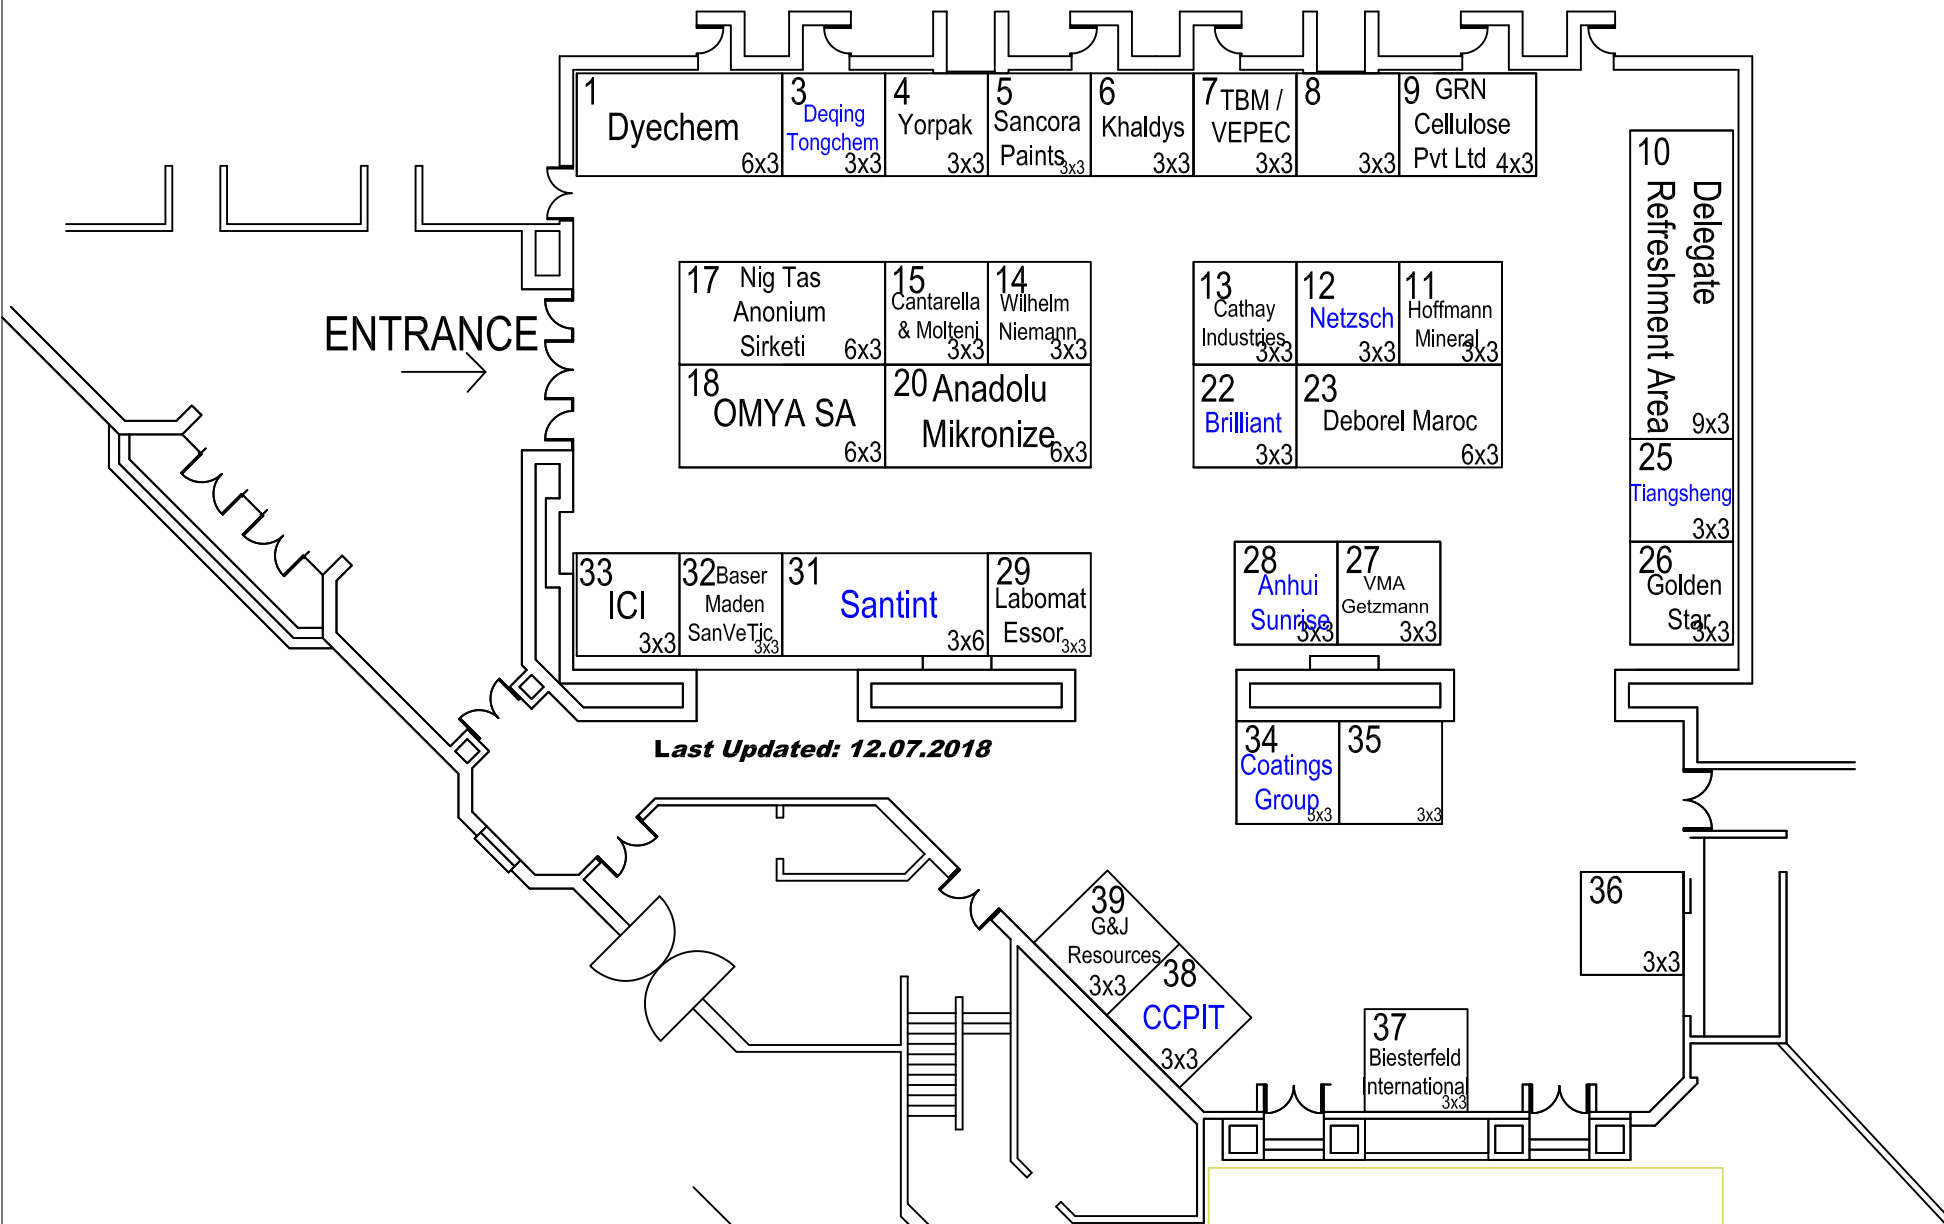 1
Dyechem
6x3
3
Deqing
Tongchem
3x3
4
Yorpak
3x3
5
Sancora
Paints
3x3
6
Khaldys
3x3
7
TBM /
VEPEC
3x3
8
3x3
9
GRN
Cellulose
Pvt Ltd
4x3
10
Delegate
Refreshment Area
9x3
ENTRANCE
17
Nig Tas
Anonium
Sirketi
6x3
15
Cantarella
& Molteni
3x3
14
Wilhelm
Niemann
3x3
13
Cathay
Industries
3x3
12
Netzsch
3x3
11
Hoffmann
Mineral
3x3
18
OMYA SA
6x3
20
Anadolu
Mikronize
6x3
22
Brilliant
3x3
23
Deborel Maroc
6x3
25
Tiangsheng
3x3
33
ICI
3x3
32
Baser
Maden
SanVeTic
3x3
31
Santint
3x6
29
Labomat
Essor
3x3
28
Anhui
Sunrise
3x3
27
VMA
Getzmann
3x3
26
Golden
Star
3x3
Last Updated: 12.07.2018
34
Coatings
Group
3x3
35
3x3
39
G&J
Resources
3x3
38
CCPIT
3x3
36
3x3
37
Biesterfeld
International
3x3